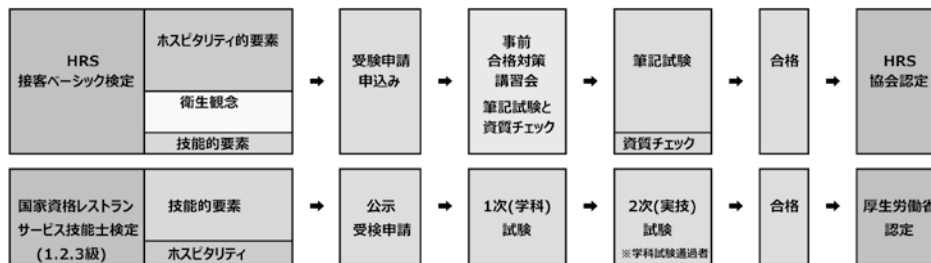 HRS
接客ベーシック検定
ホスピタリティ的要素
衛生観念
技能的要素
➡
受験申請
申込み
➡
事前
合格対策
講習会
筆記試験と
資質チェック
➡
筆記試験
資質チェック
➡
合格
➡
HRS
協会認定
国家資格レストラン
サービス技能士検定
(1.2.3級)
技能的要素
ホスピタリティ
➡
公示
受検申請
➡
1次(学科)
試験
➡
2次(実技)
試験
※学科試験通過者
➡
合格
➡
厚生労働省
認定